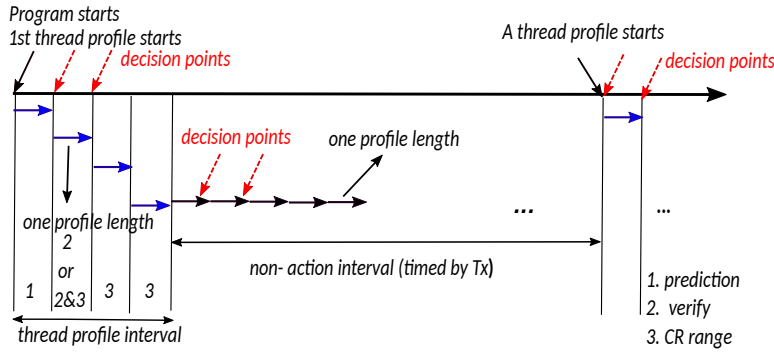 Program starts
1st thread profile starts
decision points
A thread profile starts
decision points
decision points
one profile length
...
...
one profile length
2
or
1
2&3
3
3
non- action interval (timed by Tx)
thread profile interval
1. prediction
2. verify
3. CR range